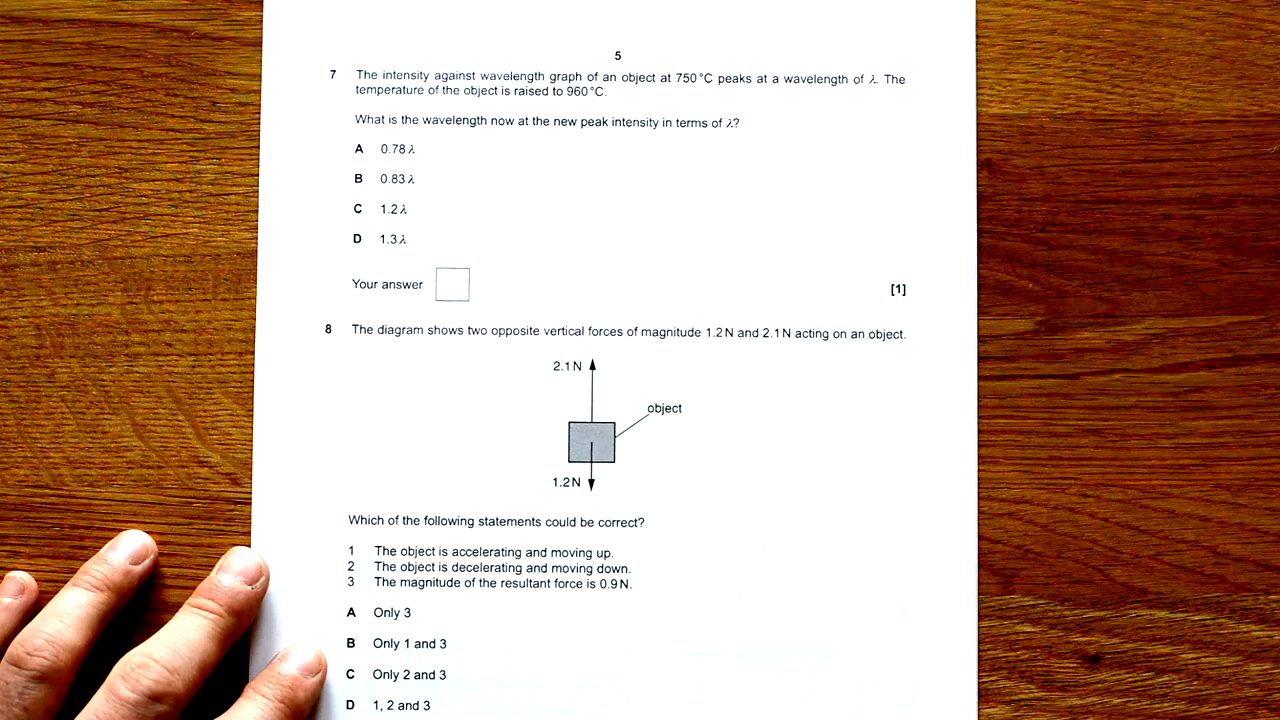 5
7 The intensity against wavelength graph of an object at 750 °C peaks at a wavelength of λ. The
temperature of the object is raised to 960 °C.
What is the wavelength now at the new peak intensity in terms of λ?
A 0.78 λ
B 0.83 λ
C 1.2 λ
D 1.3 λ
Your answer
[1]
8 The diagram shows two opposite vertical forces of magnitude 1.2 N and 2.1 N acting on an object.
2.1 N
object
1.2 N
Which of the following statements could be correct?
1 The object is accelerating and moving up.
2 The object is decelerating and moving down.
3 The magnitude of the resultant force is 0.9 N.
A Only 3
B Only 1 and 3
C Only 2 and 3
D 1, 2 and 3